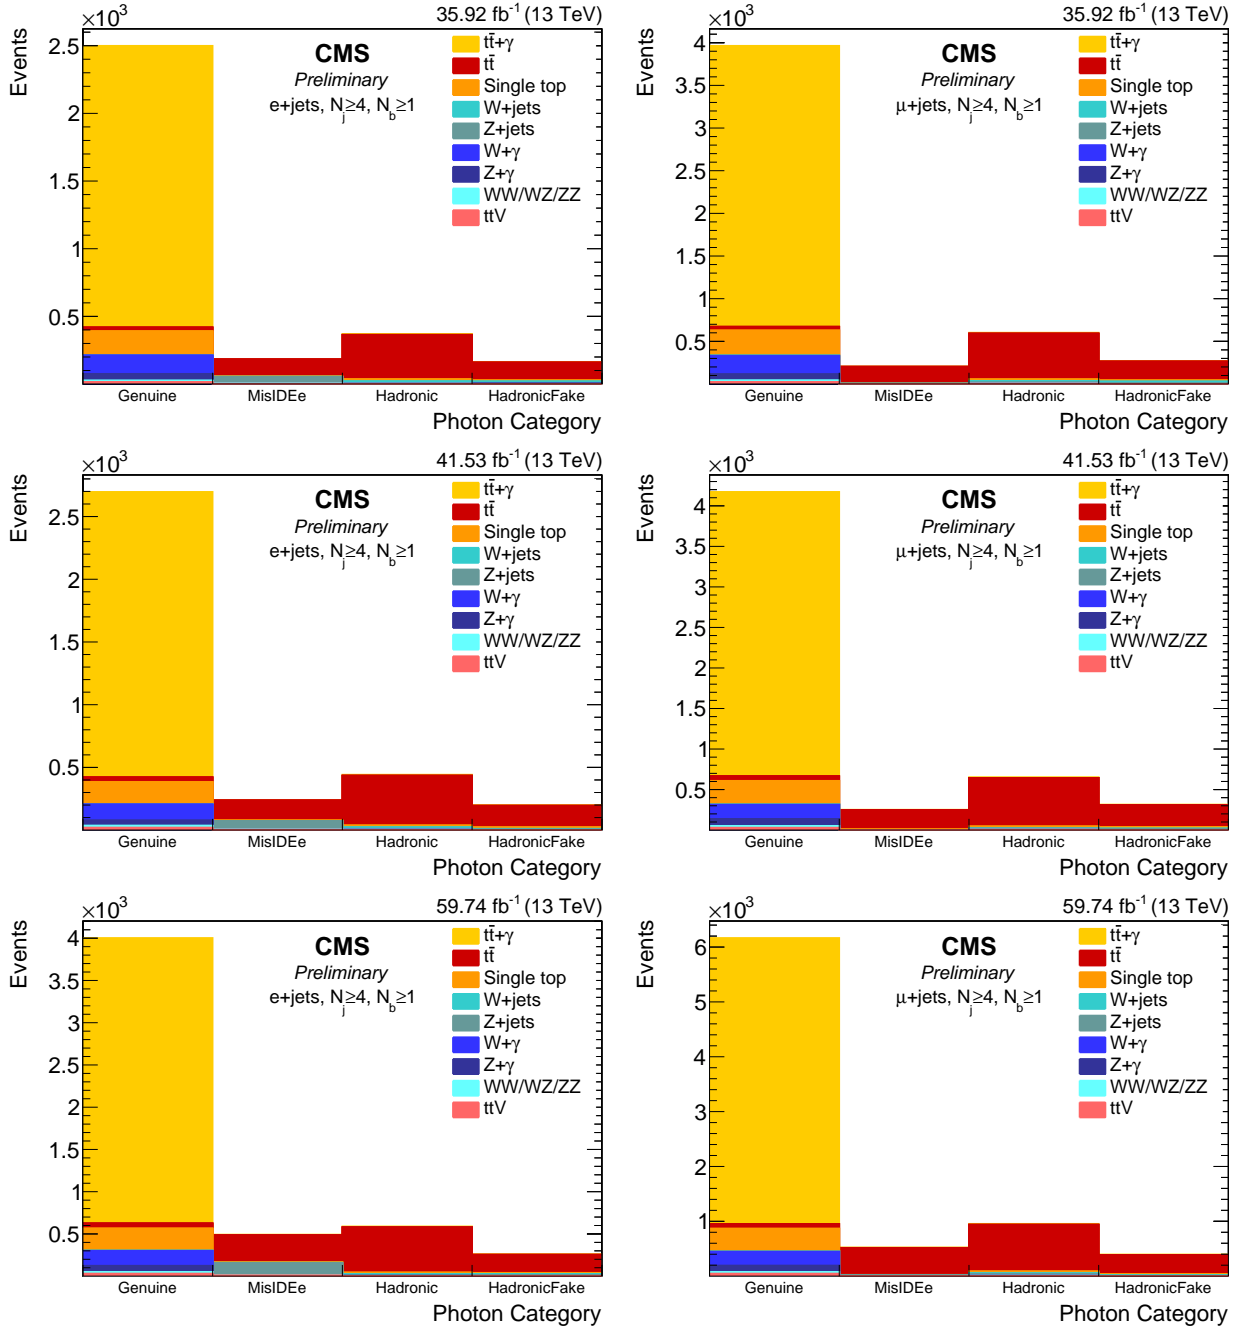 ×10³ 35.92 fb⁻¹ (13 TeV)
Events
2.5
2
1.5
1
0.5
CMS
Preliminary
e+jets, Nj≥4, Nb≥1
tt̄+γ
tt̄
Single top
W+jets
Z+jets
W+γ
Z+γ
WW/WZ/ZZ
ttV
Genuine MisIDEe Hadronic HadronicFake
Photon Category
×10³ 35.92 fb⁻¹ (13 TeV)
Events
4
3.5
3
2.5
2
1.5
1
0.5
CMS
Preliminary
μ+jets, Nj≥4, Nb≥1
tt̄+γ
tt̄
Single top
W+jets
Z+jets
W+γ
Z+γ
WW/WZ/ZZ
ttV
Genuine MisIDEe Hadronic HadronicFake
Photon Category
×10³ 41.53 fb⁻¹ (13 TeV)
Events
2.5
2
1.5
1
0.5
CMS
Preliminary
e+jets, Nj≥4, Nb≥1
tt̄+γ
tt̄
Single top
W+jets
Z+jets
W+γ
Z+γ
WW/WZ/ZZ
ttV
Genuine MisIDEe Hadronic HadronicFake
Photon Category
×10³ 41.53 fb⁻¹ (13 TeV)
Events
4
3.5
3
2.5
2
1.5
1
0.5
CMS
Preliminary
μ+jets, Nj≥4, Nb≥1
tt̄+γ
tt̄
Single top
W+jets
Z+jets
W+γ
Z+γ
WW/WZ/ZZ
ttV
Genuine MisIDEe Hadronic HadronicFake
Photon Category
×10³ 59.74 fb⁻¹ (13 TeV)
Events
4
3.5
3
2.5
2
1.5
1
0.5
CMS
Preliminary
e+jets, Nj≥4, Nb≥1
tt̄+γ
tt̄
Single top
W+jets
Z+jets
W+γ
Z+γ
WW/WZ/ZZ
ttV
Genuine MisIDEe Hadronic HadronicFake
Photon Category
×10³ 59.74 fb⁻¹ (13 TeV)
Events
6
5
4
3
2
1
CMS
Preliminary
μ+jets, Nj≥4, Nb≥1
tt̄+γ
tt̄
Single top
W+jets
Z+jets
W+γ
Z+γ
WW/WZ/ZZ
ttV
Genuine MisIDEe Hadronic HadronicFake
Photon Category